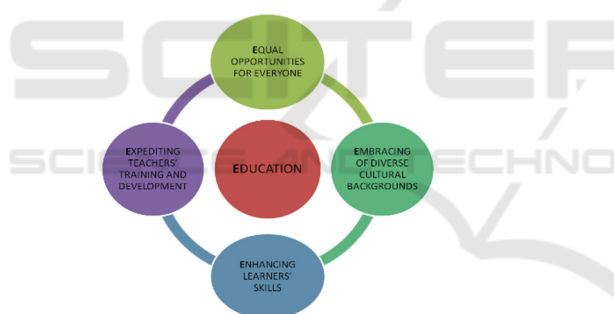 EQUAL
OPPORTUNITIES
FOR EVERYONE
EXPEDITING
TEACHERS'
TRAINING AND
DEVELOPMENT
EDUCATION
EMBRACING
OF DIVERSE
CULTURAL
BACKGROUNDS
ENHANCING
LEARNERS'
SKILLS